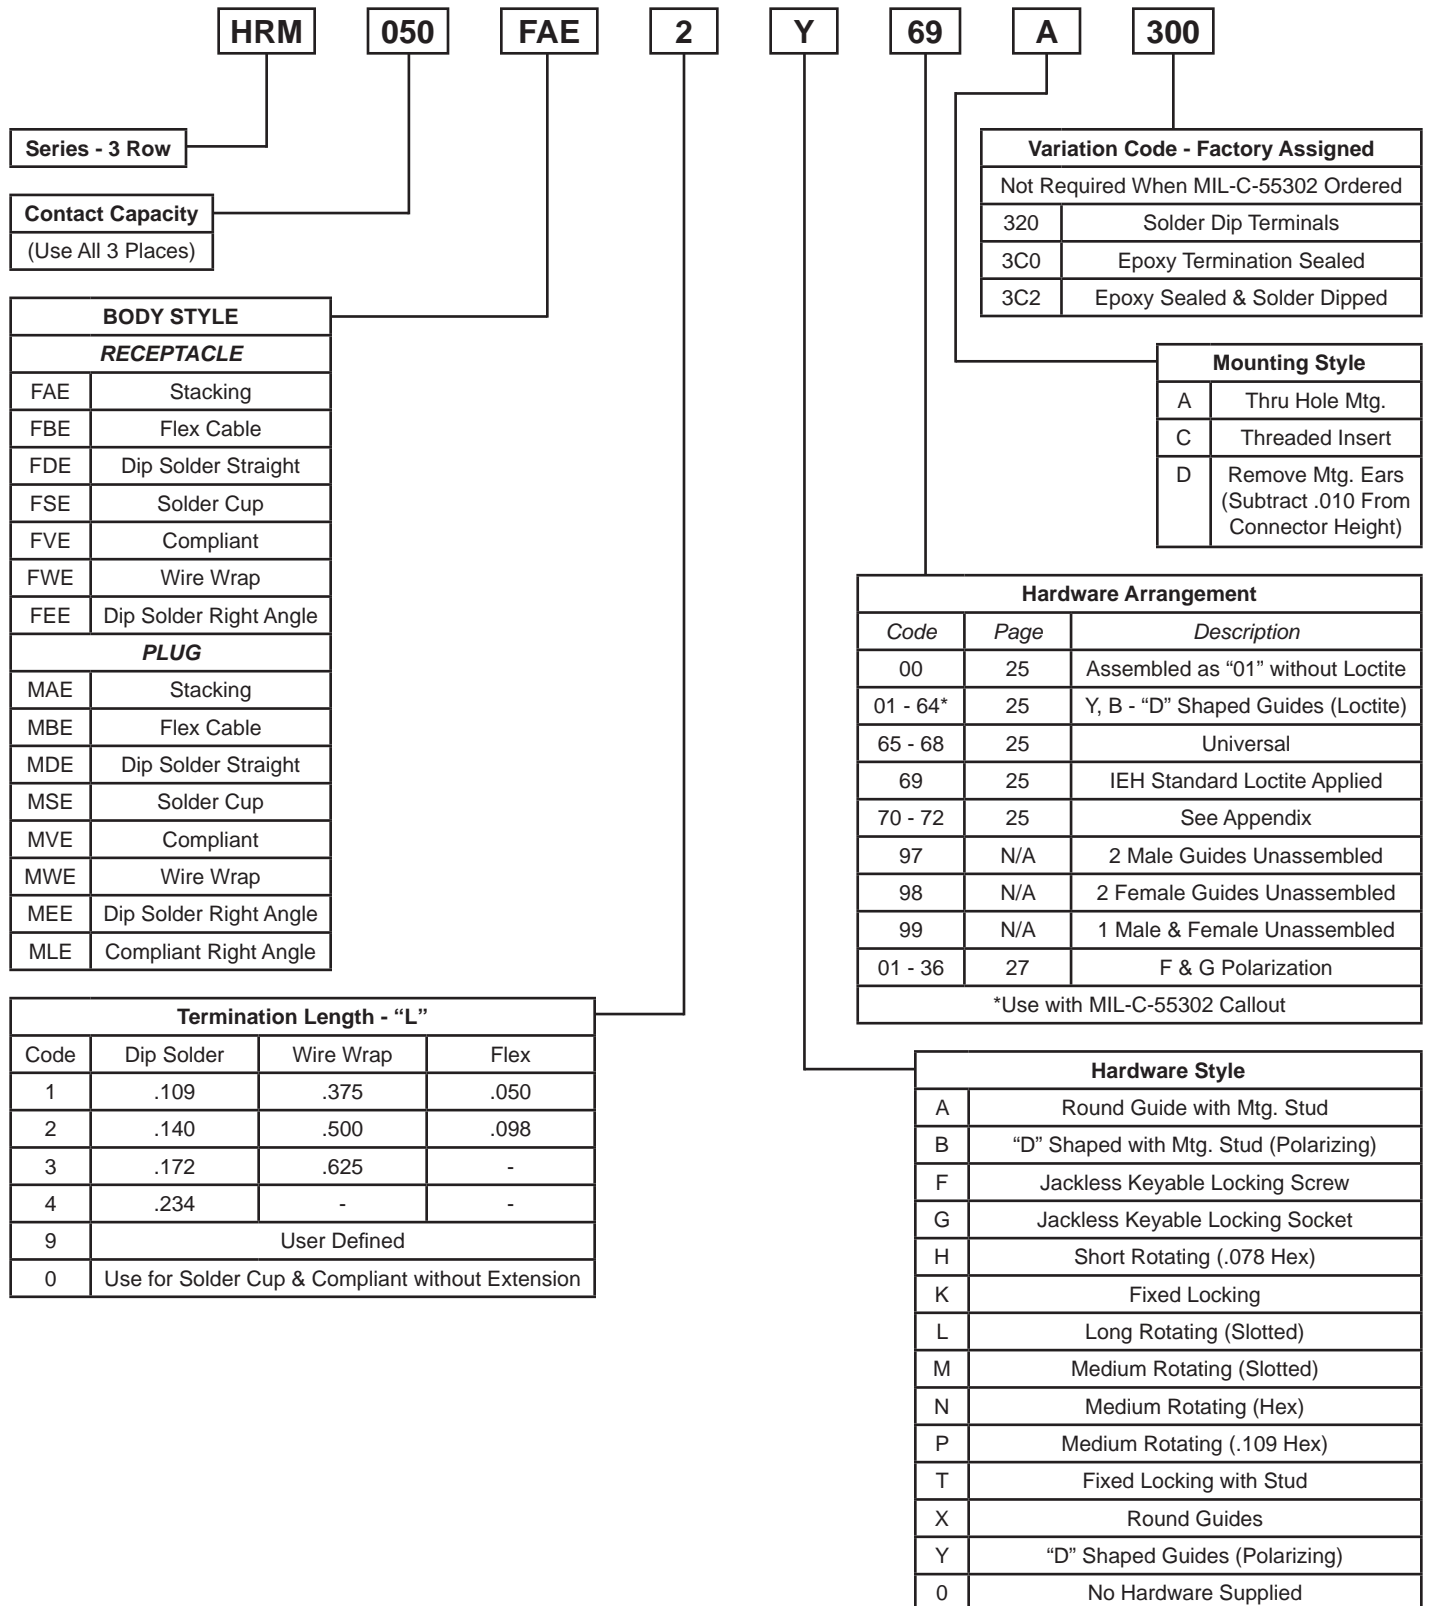 HRM 050 FAE 2 Y 69 A 300
Series - 3 Row
Contact Capacity
(Use All 3 Places)
BODY STYLE
RECEPTACLE
FAE Stacking
FBE Flex Cable
FDE Dip Solder Straight
FSE Solder Cup
FVE Compliant
FWE Wire Wrap
FEE Dip Solder Right Angle
PLUG
MAE Stacking
MBE Flex Cable
MDE Dip Solder Straight
MSE Solder Cup
MVE Compliant
MWE Wire Wrap
MEE Dip Solder Right Angle
MLE Compliant Right Angle
Termination Length - “L”
Code Dip Solder Wire Wrap Flex
1 .109 .375 .050
2 .140 .500 .098
3 .172 .625 -
4 .234 - -
9 User Defined
0 Use for Solder Cup & Compliant without Extension
Variation Code - Factory Assigned
Not Required When MIL-C-55302 Ordered
320 Solder Dip Terminals
3C0 Epoxy Termination Sealed
3C2 Epoxy Sealed & Solder Dipped
Mounting Style
A Thru Hole Mtg.
C Threaded Insert
D Remove Mtg. Ears
(Subtract .010 From
Connector Height)
Hardware Arrangement
Code Page Description
00 25 Assembled as “01” without Loctite
01 - 64* 25 Y, B - “D” Shaped Guides (Loctite)
65 - 68 25 Universal
69 25 IEH Standard Loctite Applied
70 - 72 25 See Appendix
97 N/A 2 Male Guides Unassembled
98 N/A 2 Female Guides Unassembled
99 N/A 1 Male & Female Unassembled
01 - 36 27 F & G Polarization
*Use with MIL-C-55302 Callout
Hardware Style
A Round Guide with Mtg. Stud
B “D” Shaped with Mtg. Stud (Polarizing)
F Jackless Keyable Locking Screw
G Jackless Keyable Locking Socket
H Short Rotating (.078 Hex)
K Fixed Locking
L Long Rotating (Slotted)
M Medium Rotating (Slotted)
N Medium Rotating (Hex)
P Medium Rotating (.109 Hex)
T Fixed Locking with Stud
X Round Guides
Y “D” Shaped Guides (Polarizing)
0 No Hardware Supplied